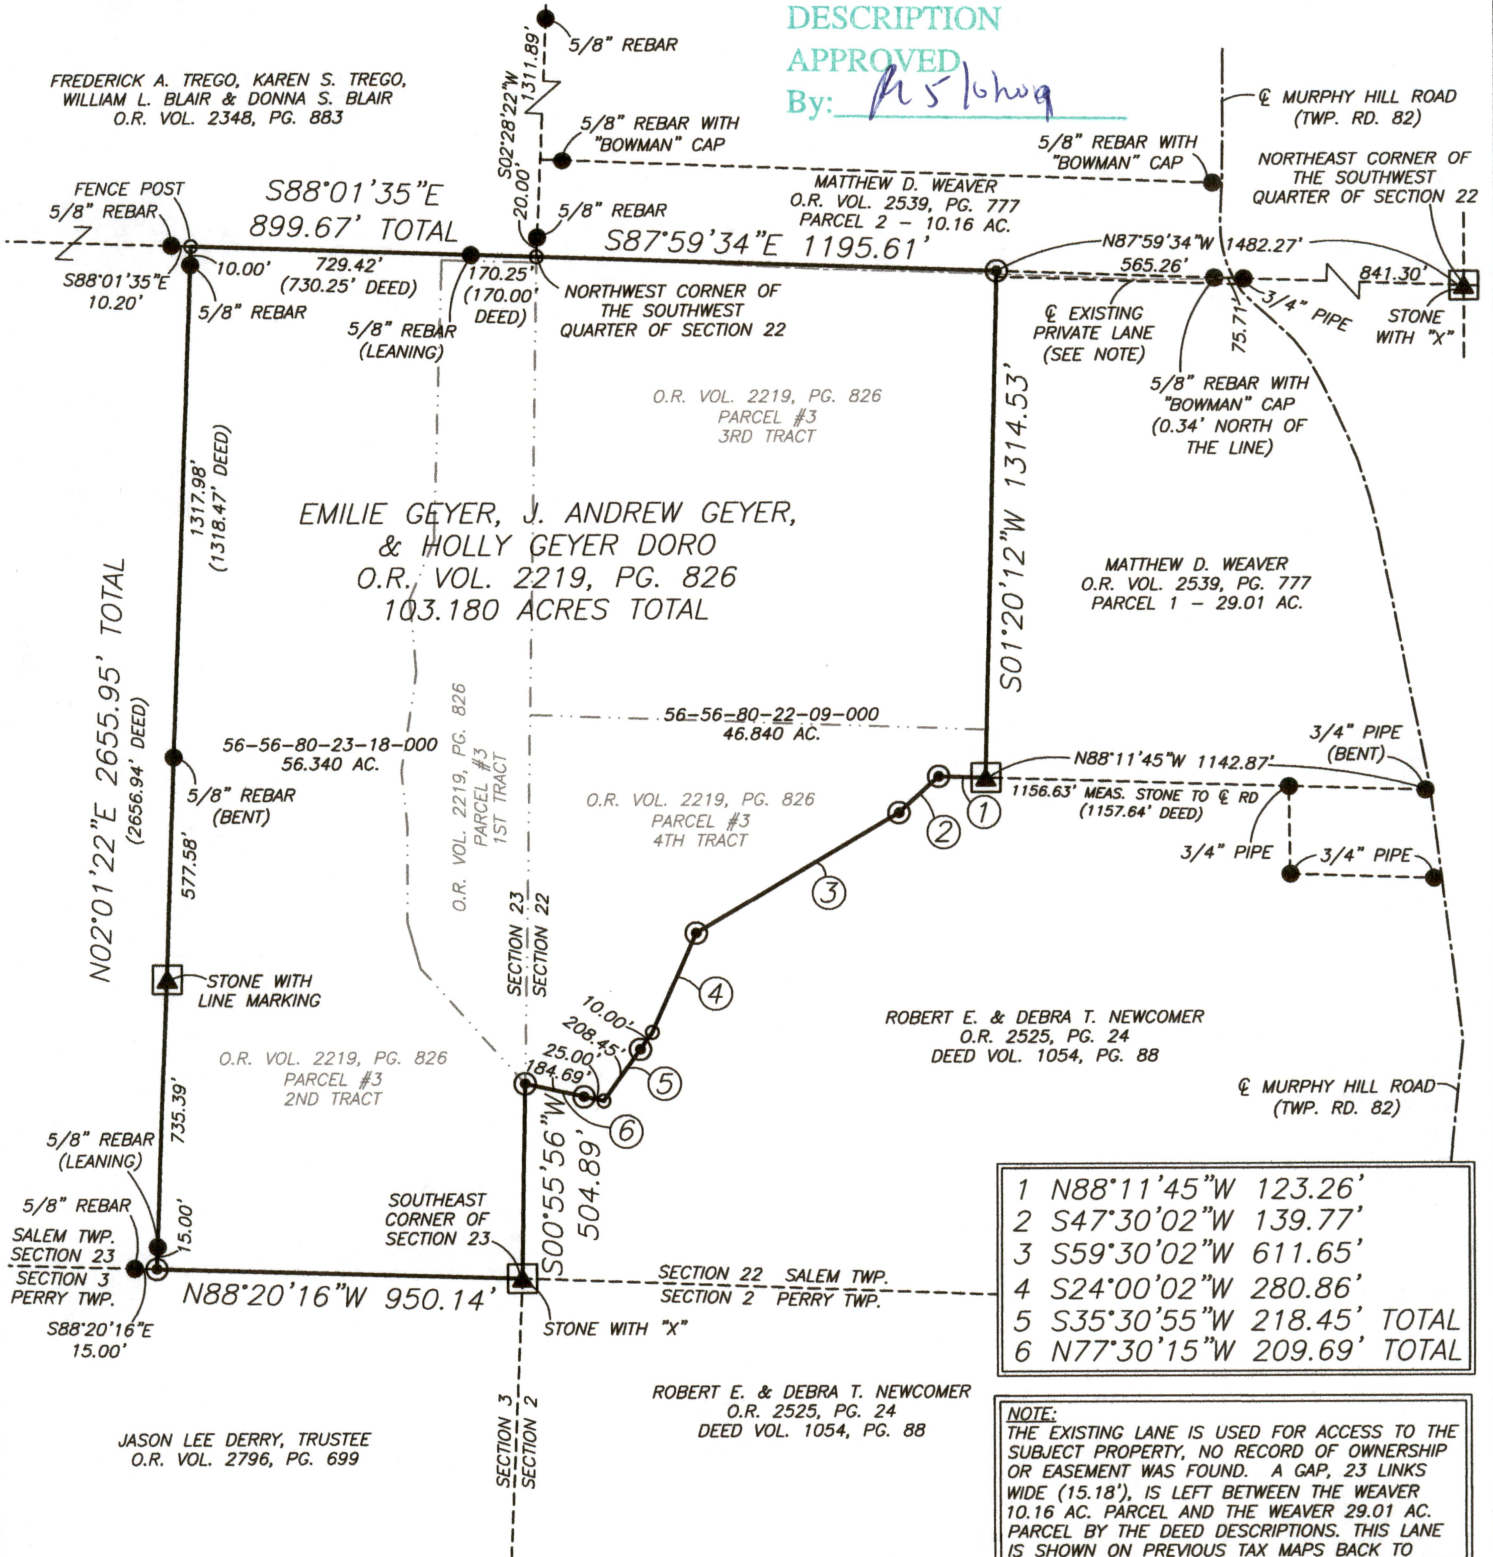 DESCRIPTION
APPROVED
By:
FREDERICK A. TREGO, KAREN S. TREGO,
WILLIAM L. BLAIR & DONNA S. BLAIR
O.R. VOL. 2348, PG. 883
5/8" REBAR
S02°28'22"W
1311.89'
20.00'
5/8" REBAR WITH
"BOWMAN" CAP
5/8" REBAR WITH
"BOWMAN" CAP
℄ MURPHY HILL ROAD
(TWP. RD. 82)
NORTHEAST CORNER OF
THE SOUTHWEST
QUARTER OF SECTION 22
MATTHEW D. WEAVER
O.R. VOL. 2539, PG. 777
PARCEL 2 - 10.16 AC.
FENCE POST
5/8" REBAR
S88°01'35"E
899.67' TOTAL
5/8" REBAR
S87°59'34"E 1195.61'
N87°59'34"W 1482.27'
565.26'
841.30'
S88°01'35"E
10.20'
10.00'
5/8" REBAR
729.42'
(730.25' DEED)
170.25'
(170.00'
DEED)
5/8" REBAR
(LEANING)
NORTHWEST CORNER OF
THE SOUTHWEST
QUARTER OF SECTION 22
℄ EXISTING
PRIVATE LANE
(SEE NOTE)
75.71'
3/4" PIPE
STONE
WITH "X"
5/8" REBAR WITH
"BOWMAN" CAP
(0.34' NORTH OF
THE LINE)
O.R. VOL. 2219, PG. 826
PARCEL #3
3RD TRACT
1317.98'
(1318.47' DEED)
S01°20'12"W 1314.53'
EMILIE GEYER, J. ANDREW GEYER,
& HOLLY GEYER DORO
O.R. VOL. 2219, PG. 826
103.180 ACRES TOTAL
MATTHEW D. WEAVER
O.R. VOL. 2539, PG. 777
PARCEL 1 - 29.01 AC.
N02°01'22"E 2655.95' TOTAL
(2656.94' DEED)
56-56-80-23-18-000
56.340 AC.
5/8" REBAR
(BENT)
577.58'
O.R. VOL. 2219, PG. 826
PARCEL #3
1ST TRACT
56-56-80-22-09-000
46.840 AC.
O.R. VOL. 2219, PG. 826
PARCEL #3
4TH TRACT
N88°11'45"W 1142.87'
1156.63' MEAS. STONE TO ℄ RD
(1157.64' DEED)
3/4" PIPE
(BENT)
3/4" PIPE
3/4" PIPE
1
2
3
4
5
6
SECTION 23
SECTION 22
STONE WITH
LINE MARKING
10.00'
208.45'
25.00'
184.69'
ROBERT E. & DEBRA T. NEWCOMER
O.R. 2525, PG. 24
DEED VOL. 1054, PG. 88
O.R. VOL. 2219, PG. 826
PARCEL #3
2ND TRACT
735.39'
℄ MURPHY HILL ROAD
(TWP. RD. 82)
5/8" REBAR
(LEANING)
5/8" REBAR
15.00'
SALEM TWP.
SECTION 23
SECTION 3
PERRY TWP.
S88°20'16"E
15.00'
N88°20'16"W 950.14'
SOUTHEAST
CORNER OF
SECTION 23
S00°55'56"W
504.89'
STONE WITH "X"
SECTION 22 SALEM TWP.
SECTION 2 PERRY TWP.
1 N88°11'45"W 123.26'
2 S47°30'02"W 139.77'
3 S59°30'02"W 611.65'
4 S24°00'02"W 280.86'
5 S35°30'55"W 218.45' TOTAL
6 N77°30'15"W 209.69' TOTAL
SECTION 3
SECTION 2
ROBERT E. & DEBRA T. NEWCOMER
O.R. 2525, PG. 24
DEED VOL. 1054, PG. 88
JASON LEE DERRY, TRUSTEE
O.R. VOL. 2796, PG. 699
NOTE:
THE EXISTING LANE IS USED FOR ACCESS TO THE
SUBJECT PROPERTY, NO RECORD OF OWNERSHIP
OR EASEMENT WAS FOUND. A GAP, 23 LINKS
WIDE (15.18'), IS LEFT BETWEEN THE WEAVER
10.16 AC. PARCEL AND THE WEAVER 29.01 AC.
PARCEL BY THE DEED DESCRIPTIONS. THIS LANE
IS SHOWN ON PREVIOUS TAX MAPS BACK TO